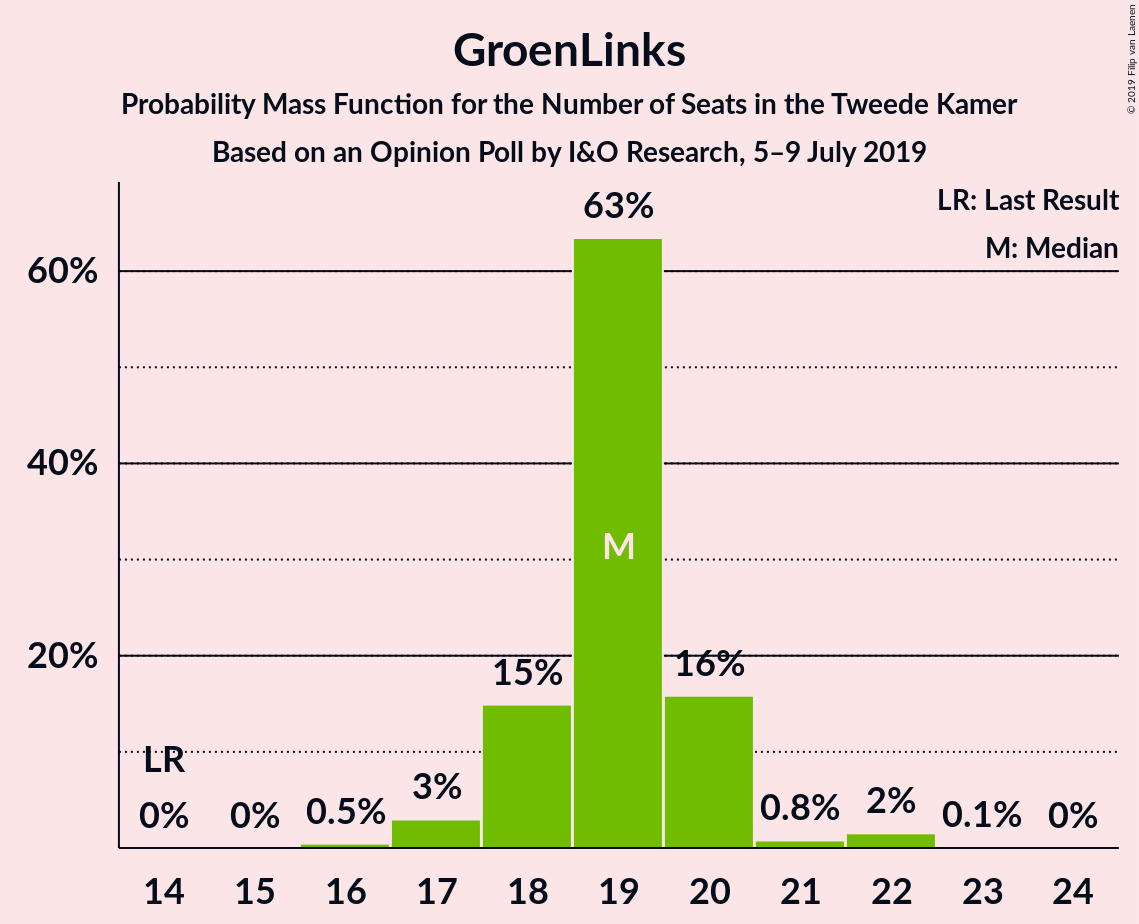 GroenLinks
Probability Mass Function for the Number of Seats in the Tweede Kamer
Based on an Opinion Poll by I&O Research, 5–9 July 2019
© 2019 Filip van Laenen
LR: Last Result
M: Median
60%
40%
20%
LR
0%
0%
0.5%
3%
15%
63%
M
16%
0.8%
2%
0.1%
0%
14 15 16 17 18 19 20 21 22 23 24